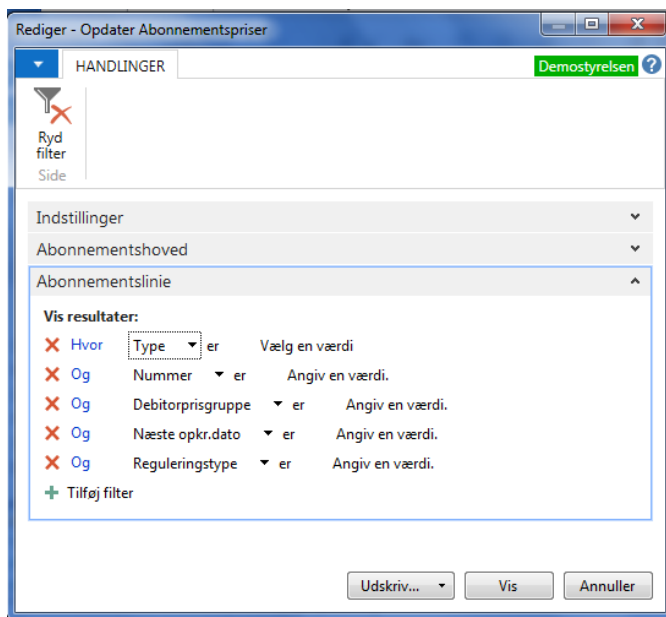 Rediger - Opdater Abonnementspriser
HANDLINGER
Demostyrelsen
Ryd
filter
Side
Indstillinger
Abonnementshoved
Abonnementslinie
Vis resultater:
Hvor Type er Vælg en værdi
Og Nummer er Angiv en værdi.
Og Debitorprisgruppe er Angiv en værdi.
Og Næste opkr.dato er Angiv en værdi.
Og Reguleringstype er Angiv en værdi.
Tilføj filter
Udskriv... Vis Annuller